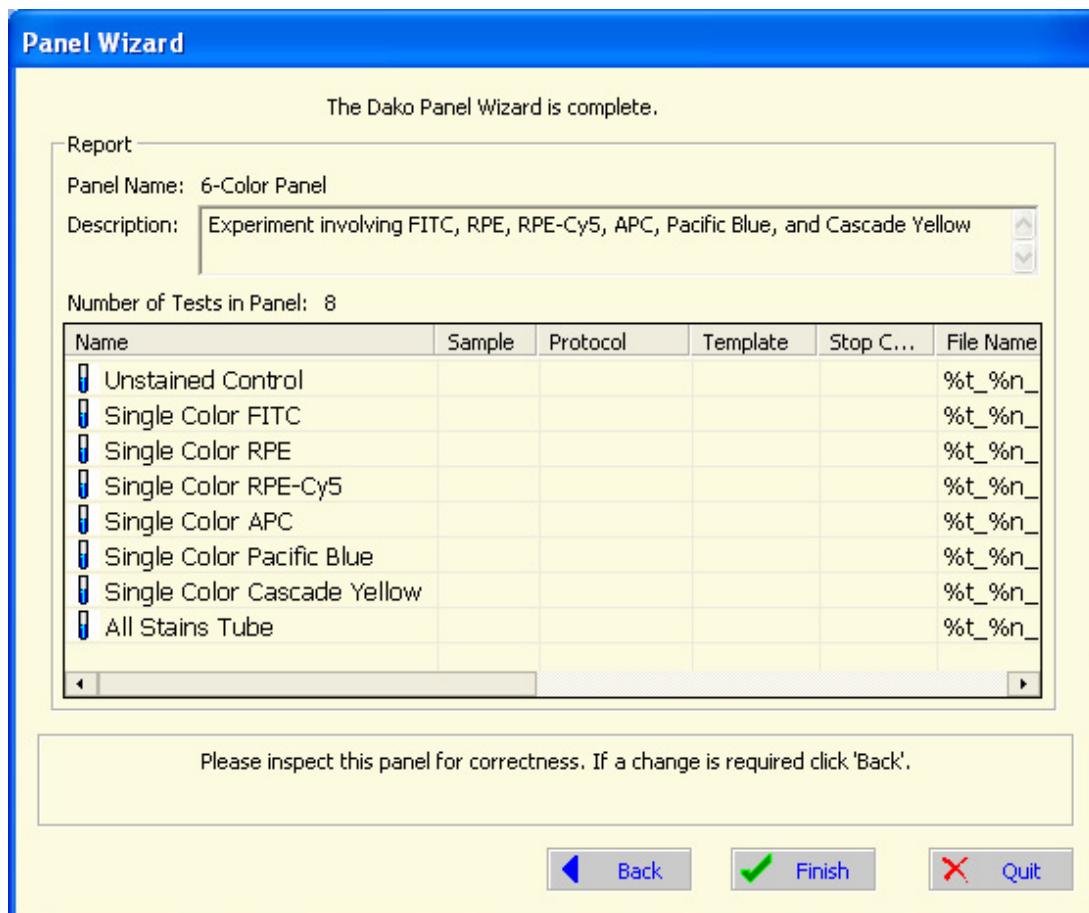 Panel Wizard
The Dako Panel Wizard is complete.
Report
Panel Name: 6-Color Panel
Description: Experiment involving FITC, RPE, RPE-Cy5, APC, Pacific Blue, and Cascade Yellow
Number of Tests in Panel: 8
Name Sample Protocol Template Stop C... File Name
Unstained Control %t_%n_
Single Color FITC %t_%n_
Single Color RPE %t_%n_
Single Color RPE-Cy5 %t_%n_
Single Color APC %t_%n_
Single Color Pacific Blue %t_%n_
Single Color Cascade Yellow %t_%n_
All Stains Tube %t_%n_
Please inspect this panel for correctness. If a change is required click 'Back'.
Back Finish Quit